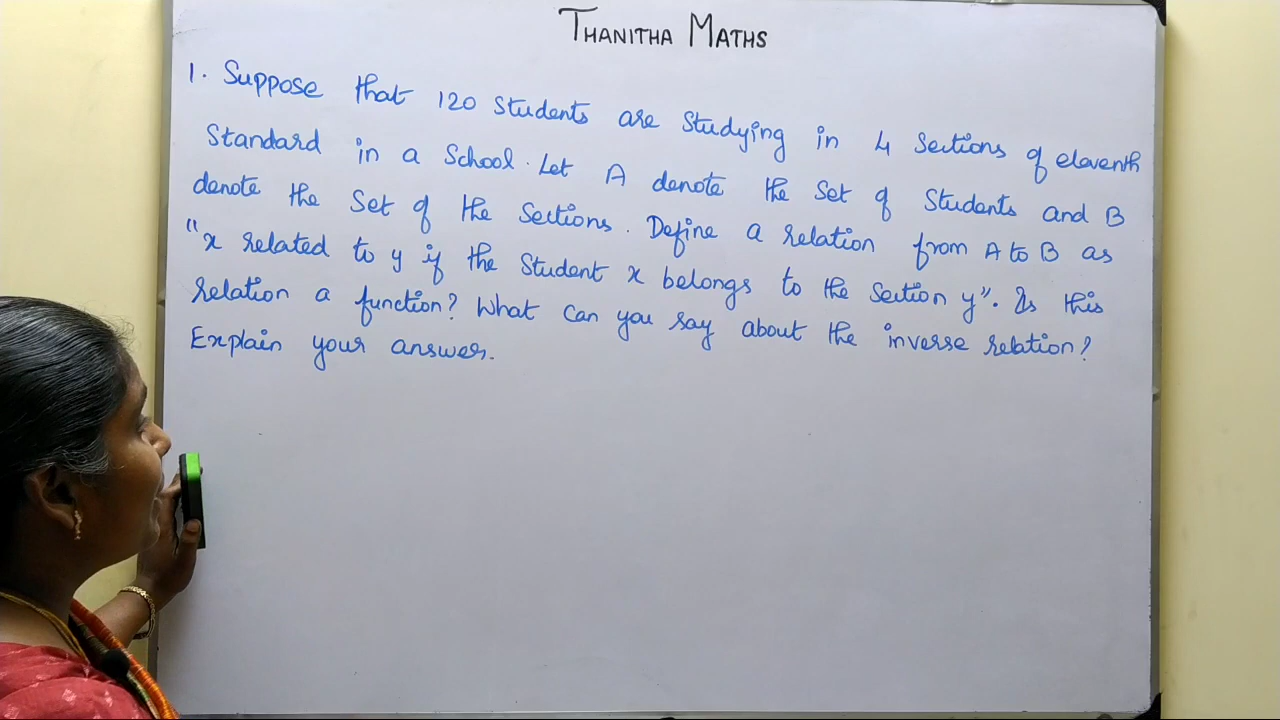 THANITHA MATHS
1. Suppose that 120 students are studying in 4 sections of eleventh
standard in a school. Let A denote the set of students and B
denote the set of the sections. Define a relation from A to B as
"x related to y if the student x belongs to the section y". Is this
relation a function? What can you say about the inverse relation?
Explain your answer.